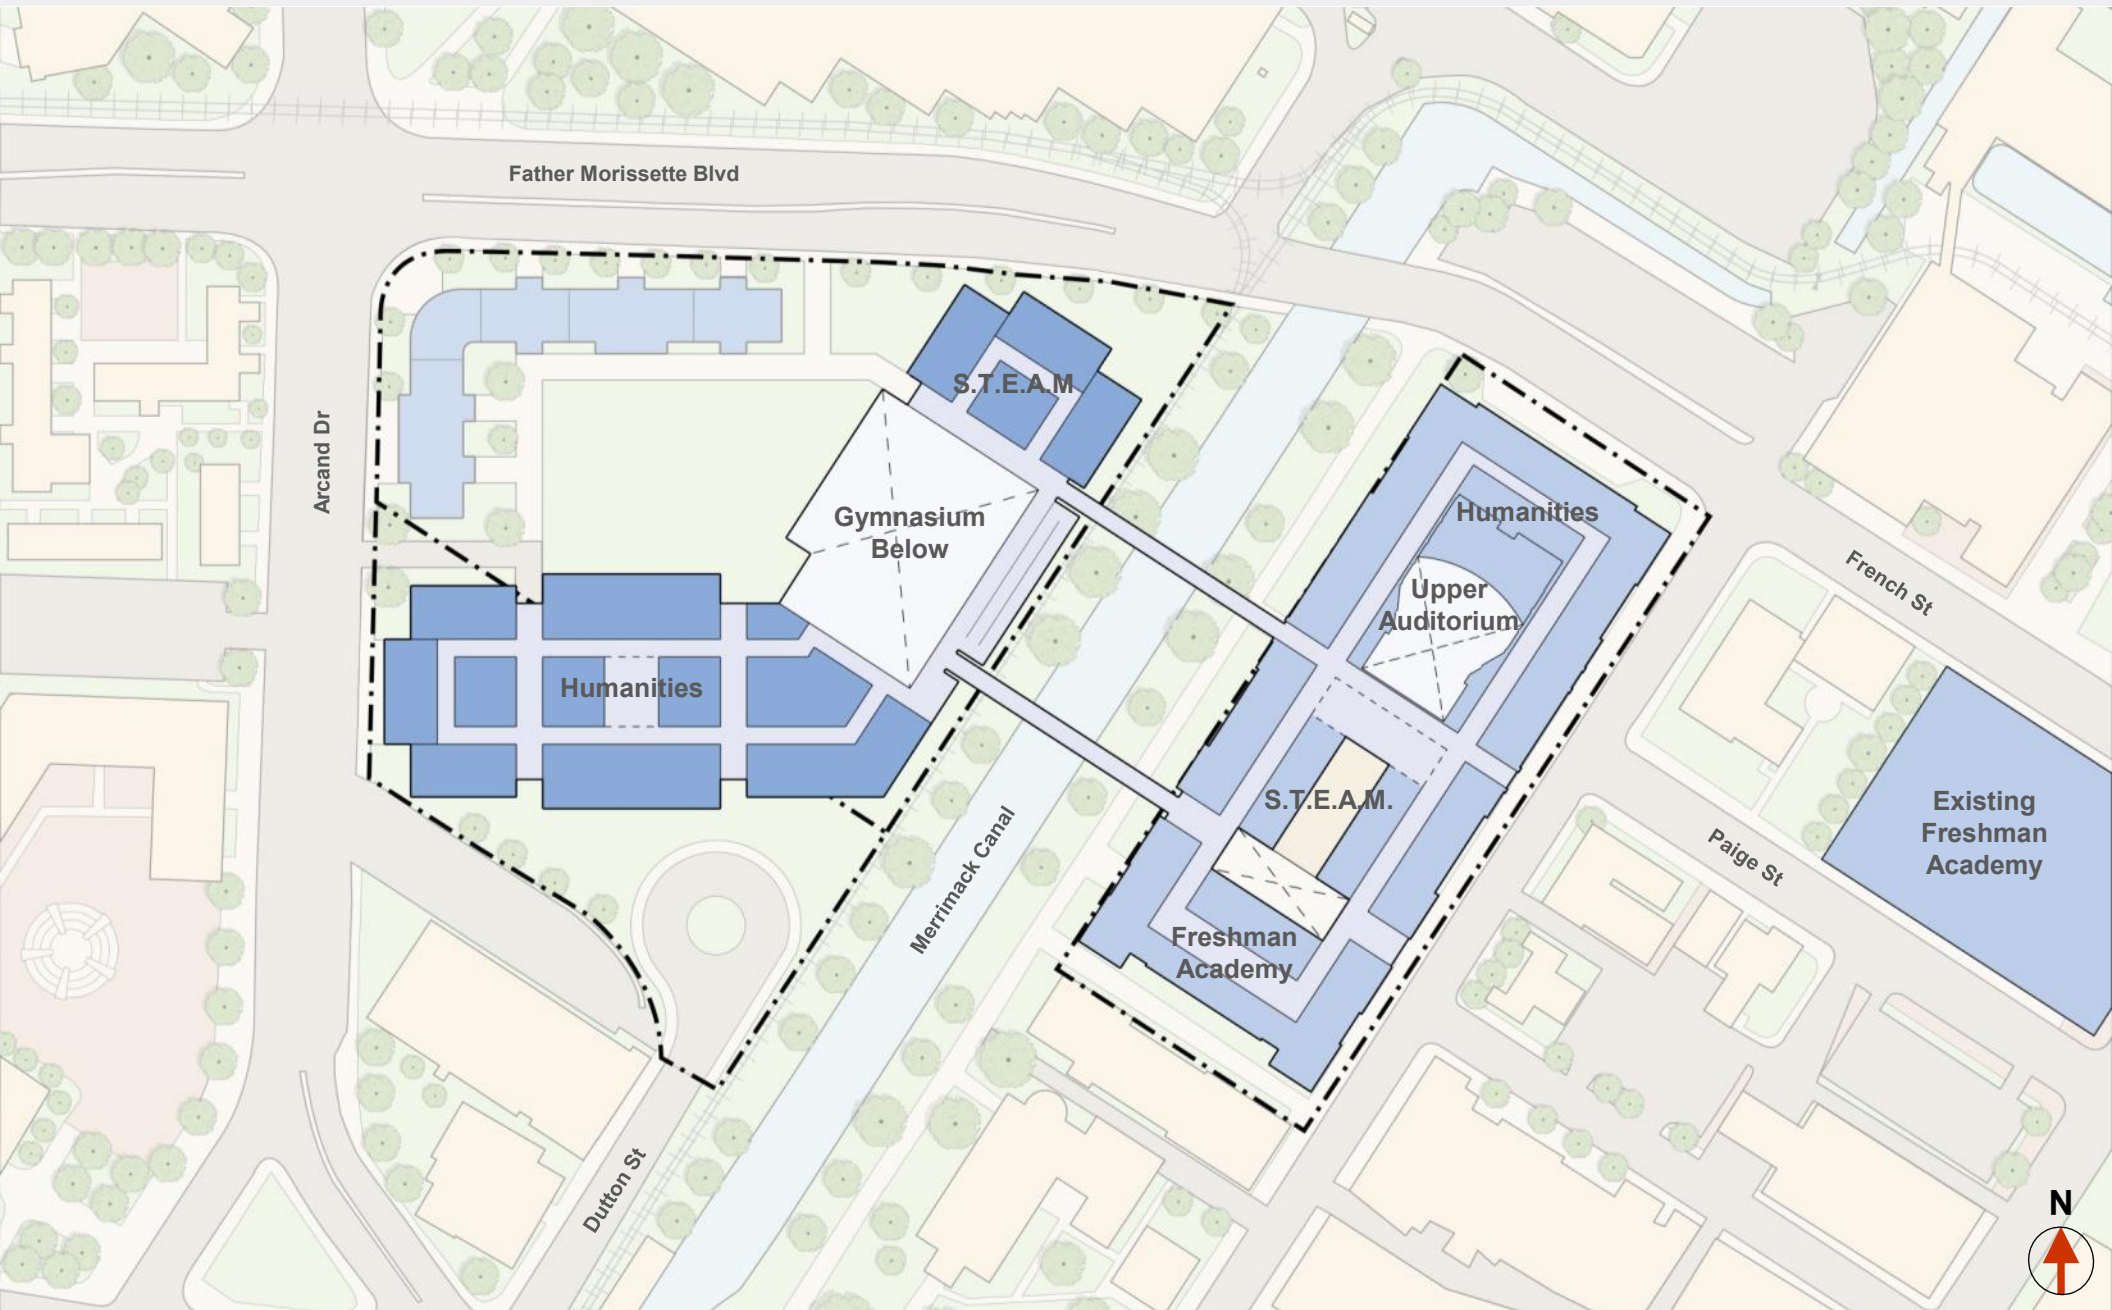 Father Morissette Blvd
S.T.E.A.M
Arcand Dr
Gymnasium
Below
Humanities
French St
Upper
Auditorium
Humanities
S.T.E.A.M.
Existing
Freshman
Academy
Paige St
Merrimack Canal
Freshman
Academy
Dutton St
N